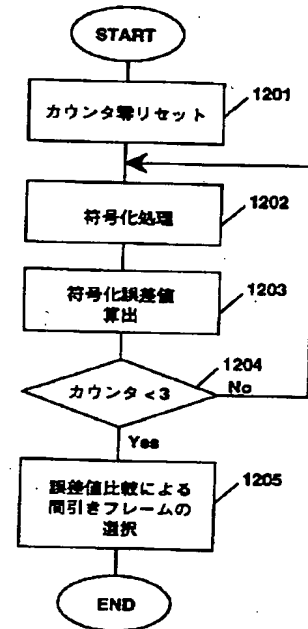 START
カウンタ零リセット
1201
符号化処理
1202
符号化誤差値
算出
1203
カウンタ<3
1204
No
Yes
誤差値比較による
間引きフレームの
選択
1205
END